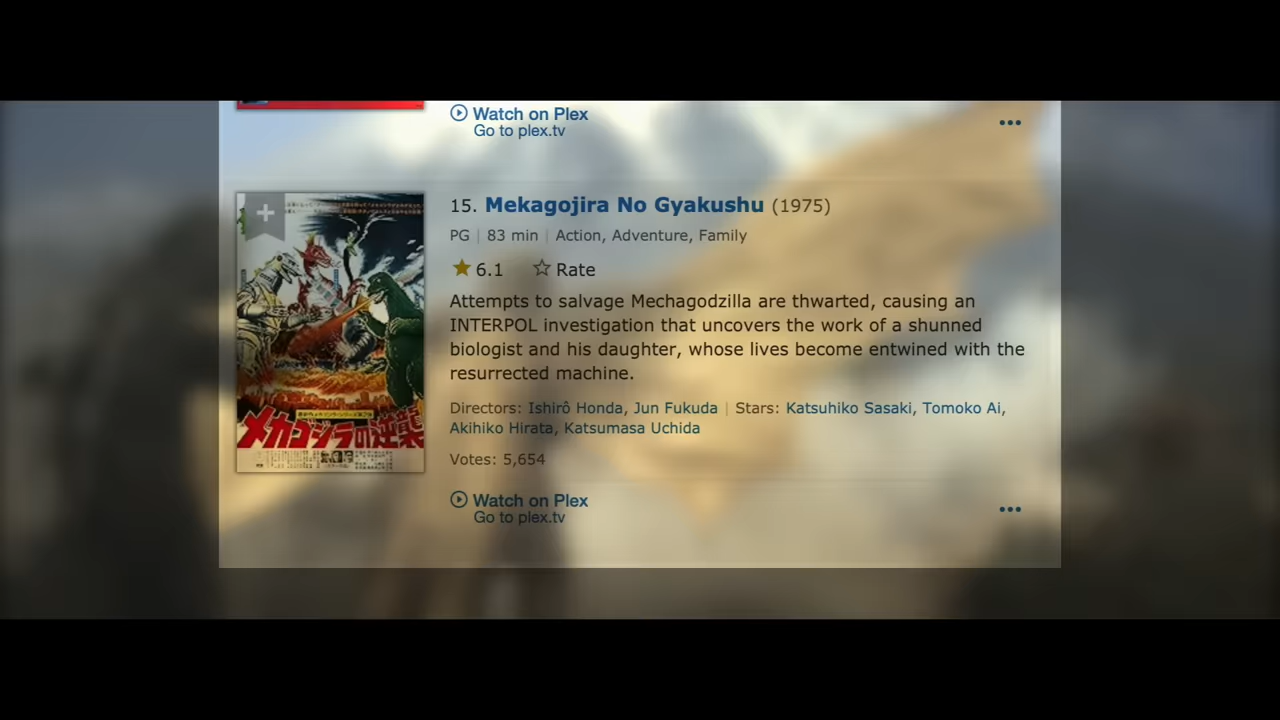 Watch on Plex
Go to plex.tv
15. Mekagojira No Gyakushu (1975)
PG | 83 min | Action, Adventure, Family
6.1 Rate
Attempts to salvage Mechagodzilla are thwarted, causing an
INTERPOL investigation that uncovers the work of a shunned
biologist and his daughter, whose lives become entwined with the
resurrected machine.
Directors: Ishirô Honda, Jun Fukuda | Stars: Katsuhiko Sasaki, Tomoko Ai,
Akihiko Hirata, Katsumasa Uchida
Votes: 5,654
メカゴジラの逆襲
Watch on Plex
Go to plex.tv